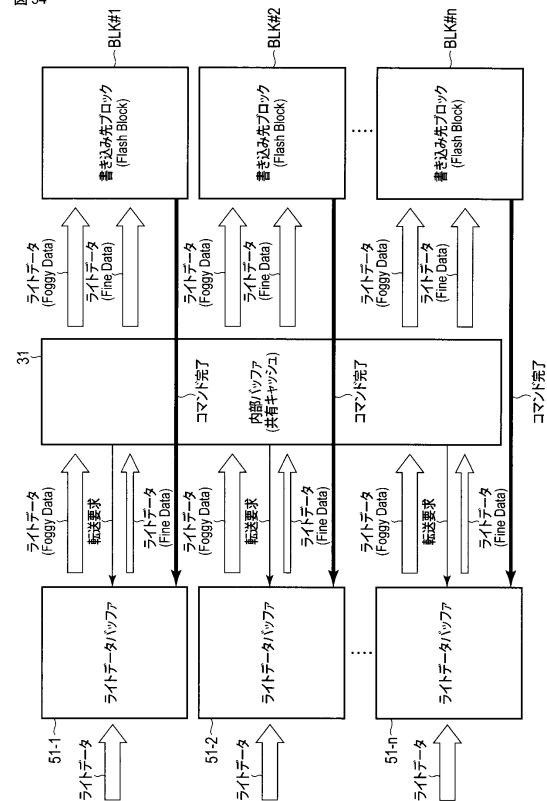 図 34
ライトデータ
51-1
ライトデータバッファ
ライトデータ
(Foggy Data)
転送要求
ライトデータ
(Fine Data)
31
内部バッファ
(共有キャッシュ)
コマンド完了
ライトデータ
(Foggy Data)
ライトデータ
(Fine Data)
書き込み先ブロック
(Flash Block)
BLK#1
ライトデータ
51-2
ライトデータバッファ
ライトデータ
(Foggy Data)
転送要求
ライトデータ
(Fine Data)
コマンド完了
ライトデータ
(Foggy Data)
ライトデータ
(Fine Data)
書き込み先ブロック
(Flash Block)
BLK#2
ライトデータ
51-n
ライトデータバッファ
ライトデータ
(Foggy Data)
転送要求
ライトデータ
(Fine Data)
コマンド完了
ライトデータ
(Foggy Data)
ライトデータ
(Fine Data)
書き込み先ブロック
(Flash Block)
BLK#n